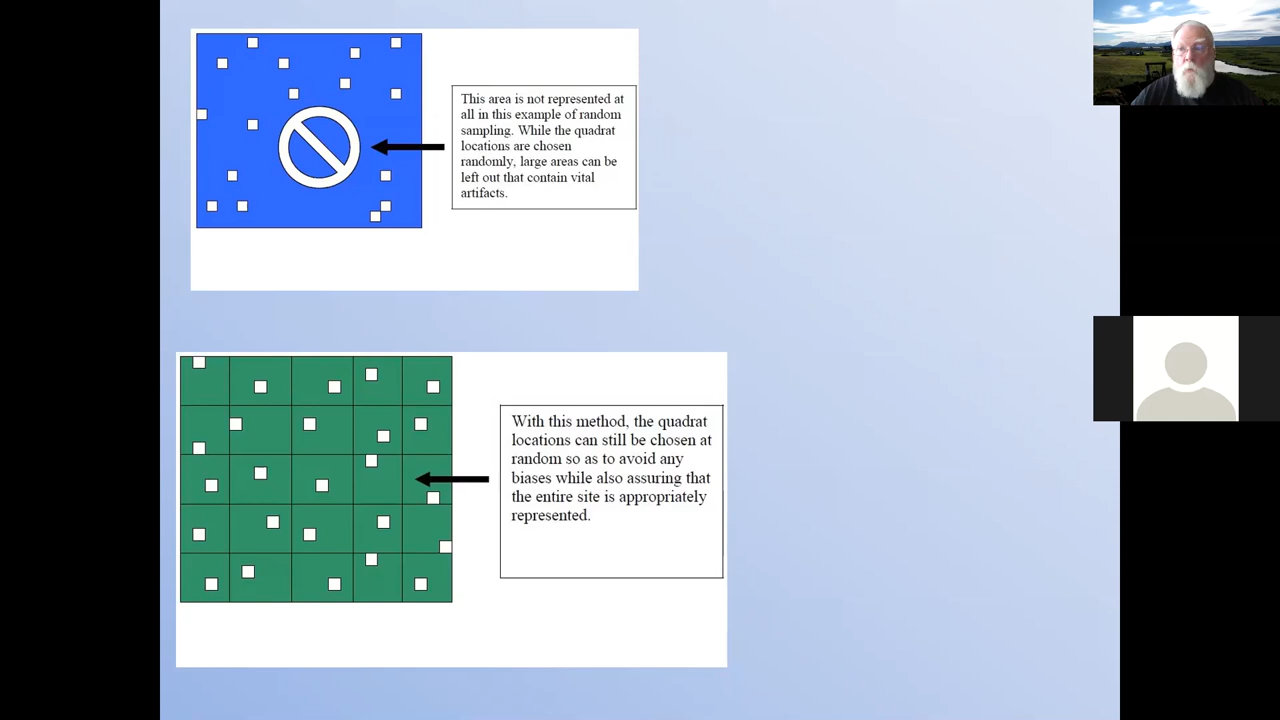 This area is not represented at
all in this example of random
sampling. While the quadrat
locations are chosen
randomly, large areas can be
left out that contain vital
artifacts.
With this method, the quadrat
locations can still be chosen at
random so as to avoid any
biases while also assuring that
the entire site is appropriately
represented.